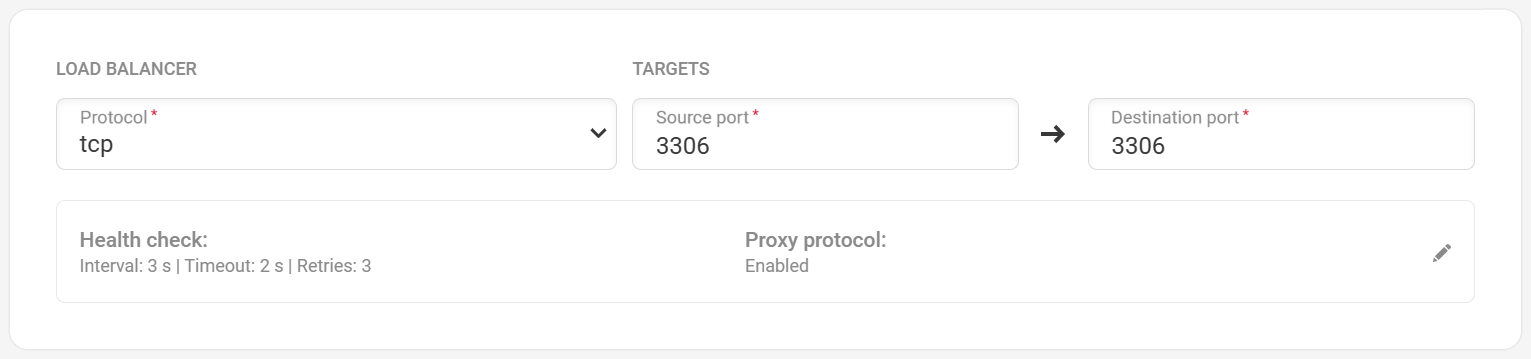 LOAD BALANCER
TARGETS
Protocol *
tcp
Source port *
3306
Destination port *
3306
Health check:
Interval: 3 s | Timeout: 2 s | Retries: 3
Proxy protocol:
Enabled